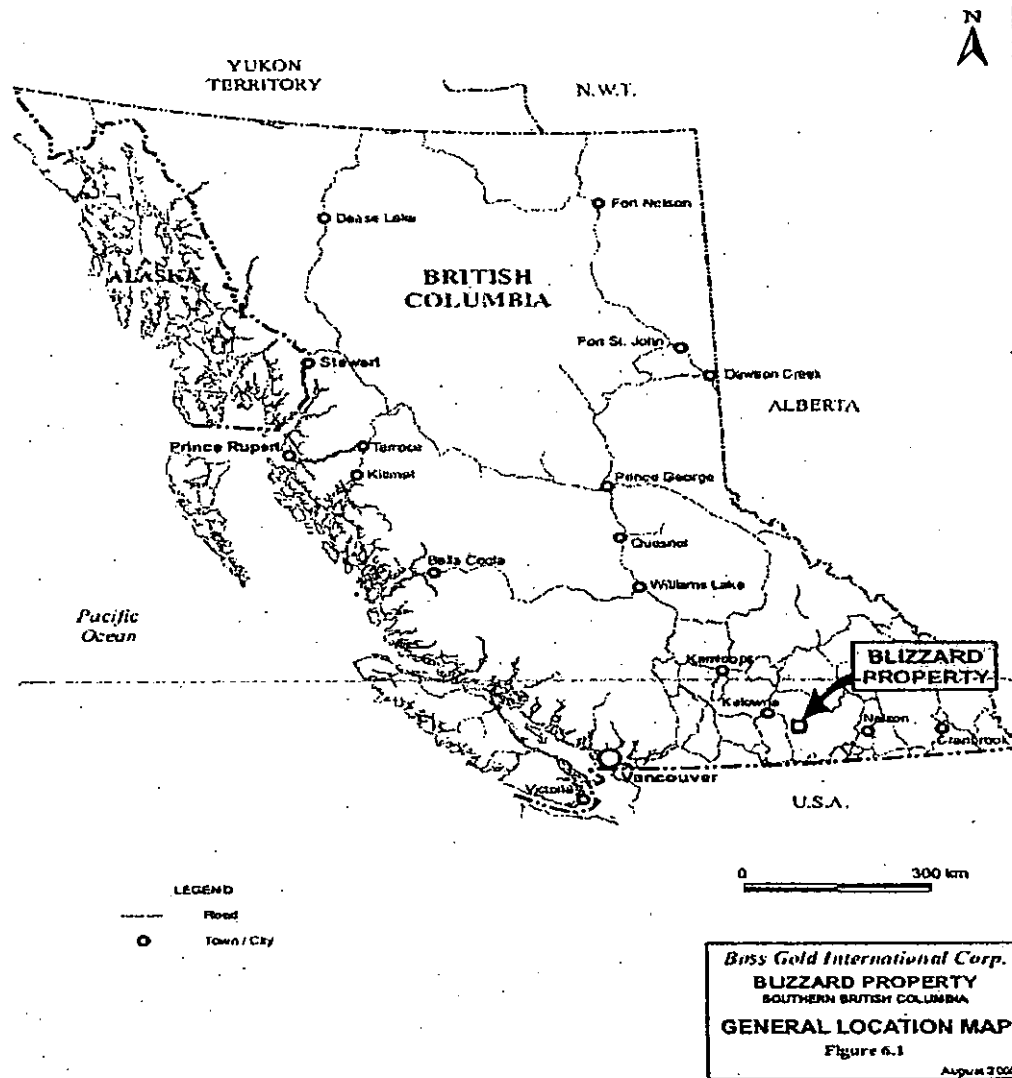 N
YUKON
TERRITORY
N.W.T.
Dease Lake
Fort Nelson
ALASKA
BRITISH
COLUMBIA
Fort St. John
Stewart
Dawson Creek
ALBERTA
Prince Rupert
Terrace
Kitimat
Prince George
Quesnel
Bella Coola
Williams Lake
Pacific
Ocean
Kamloops
BLIZZARD
PROPERTY
Kelowna
Nelson
Cranbrook
Vancouver
Victoria
U.S.A.
0 300 km
LEGEND
Road
Town / City
Boss Gold International Corp.
BLIZZARD PROPERTY
SOUTHERN BRITISH COLUMBIA
GENERAL LOCATION MAP
Figure 6.1
August